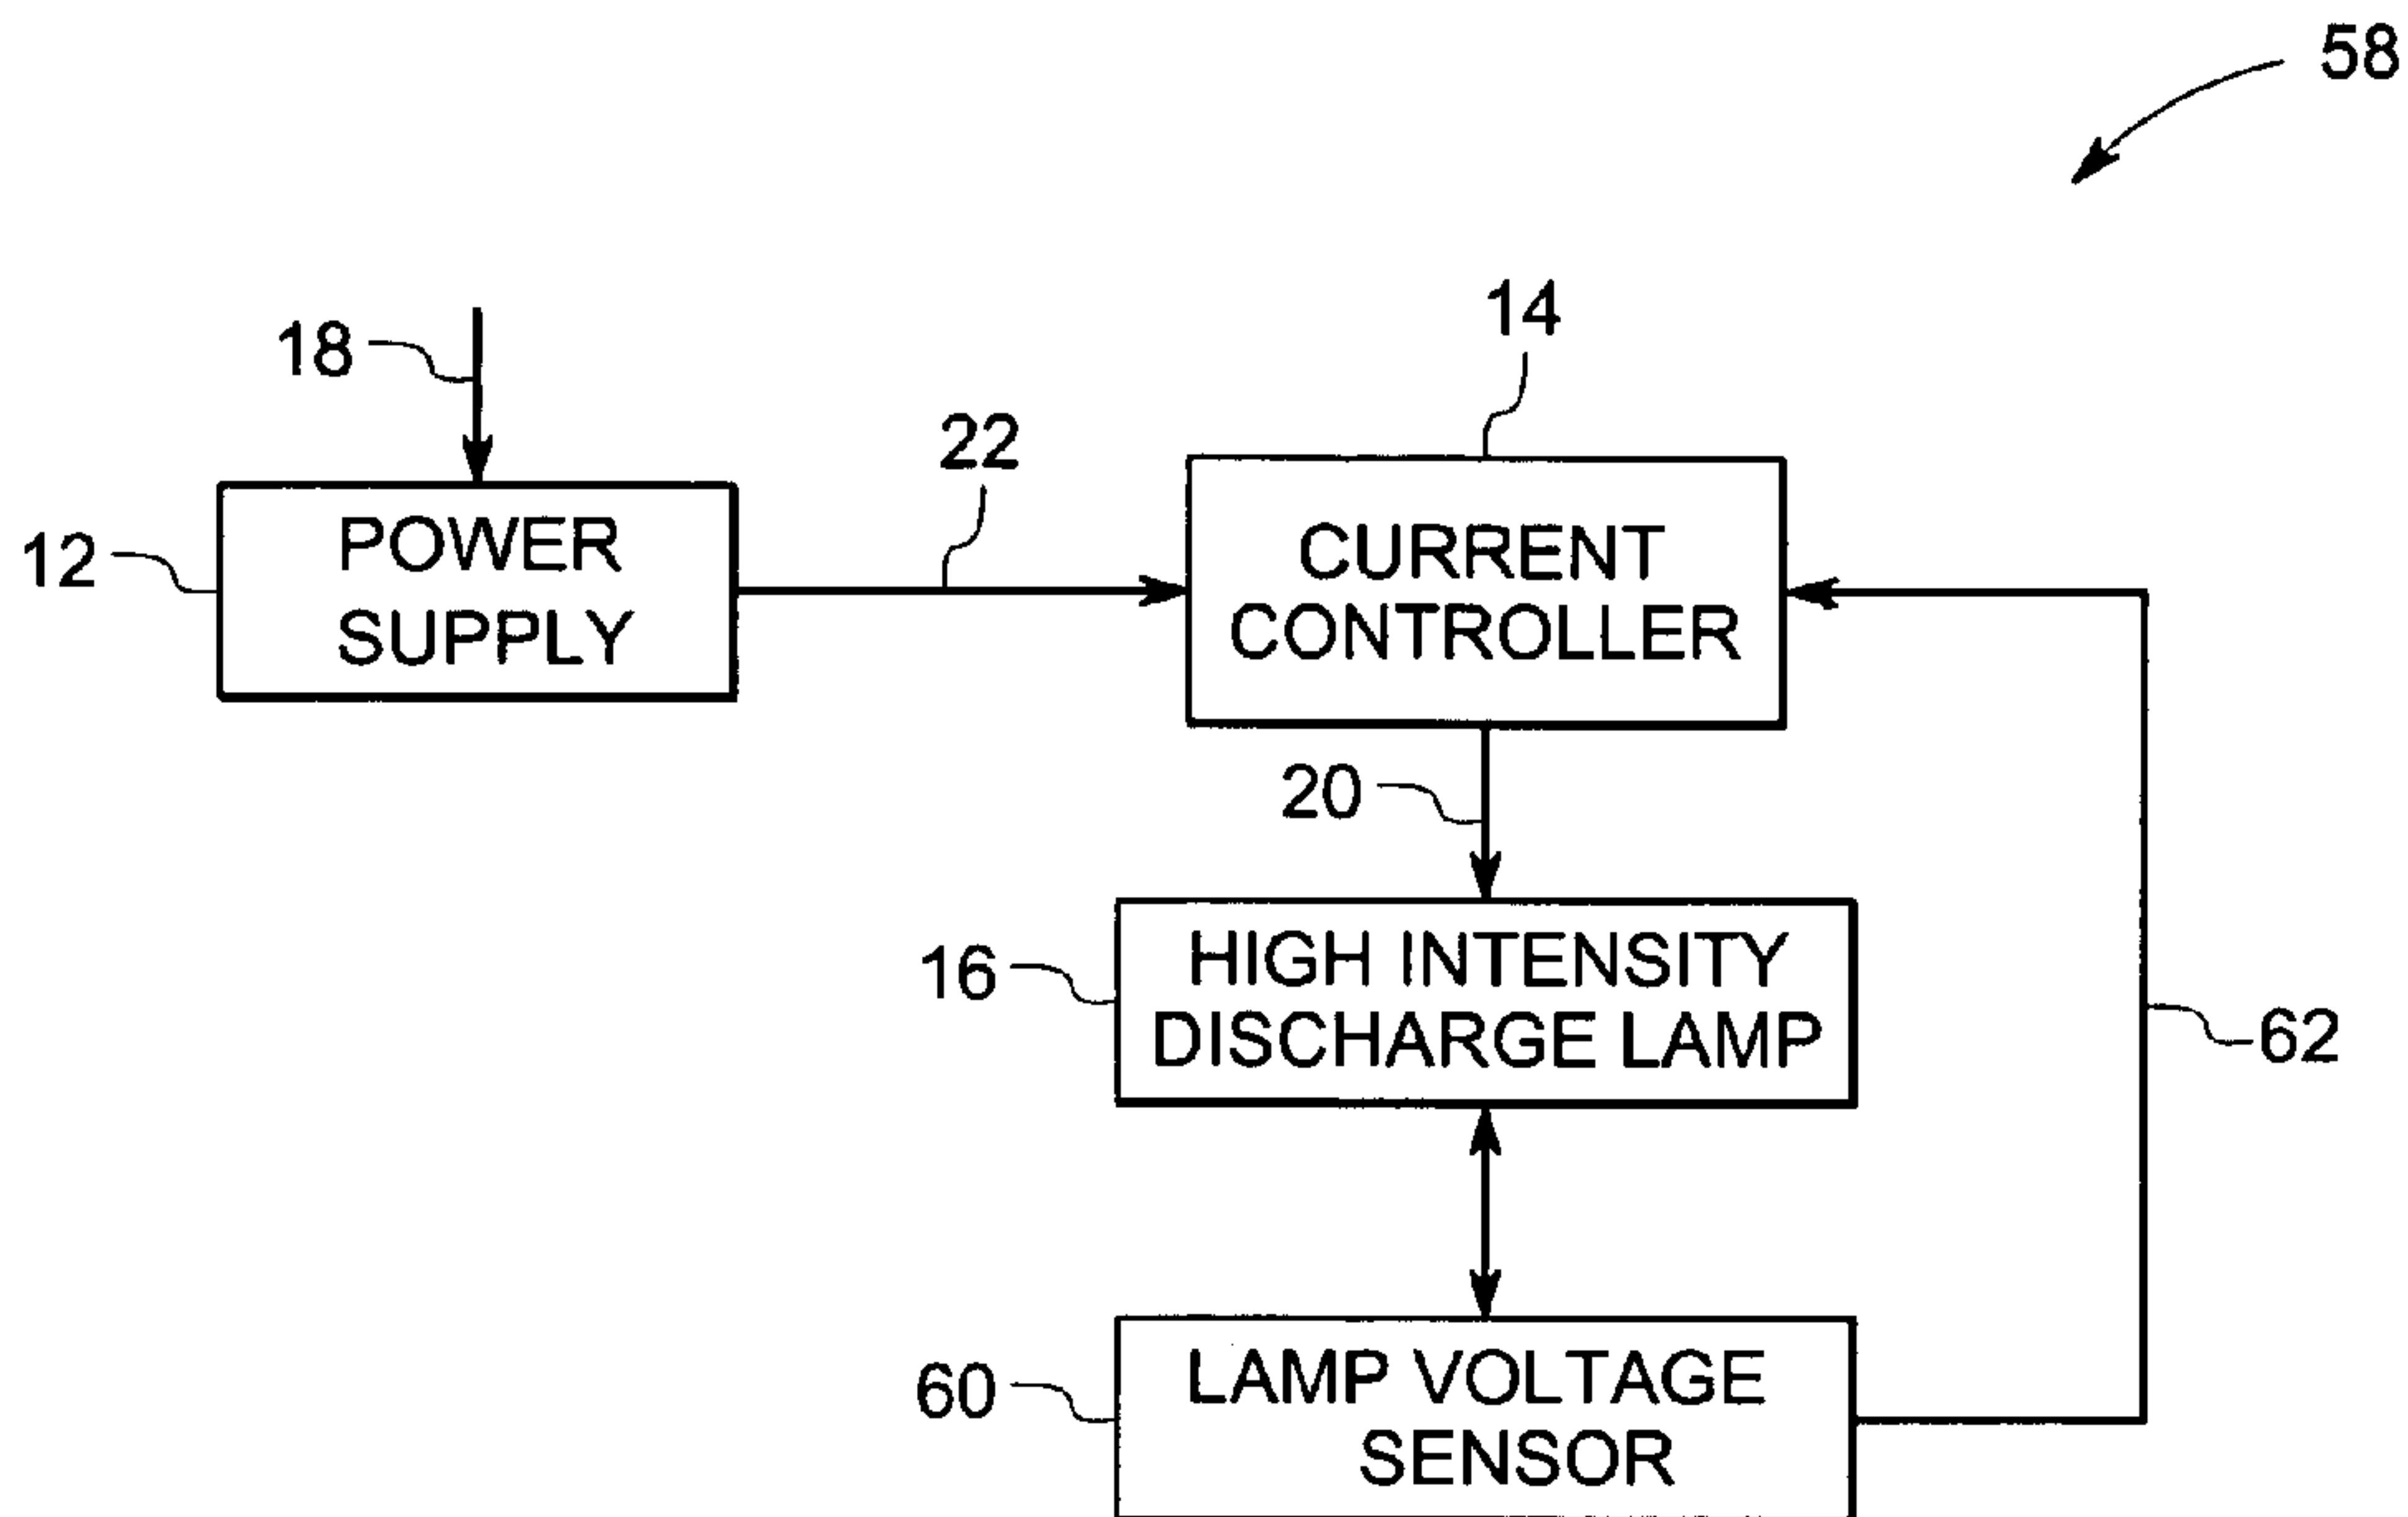 58
18
14
22
12
POWER
SUPPLY
CURRENT
CONTROLLER
20
16
HIGH INTENSITY
DISCHARGE LAMP
62
60
LAMP VOLTAGE
SENSOR